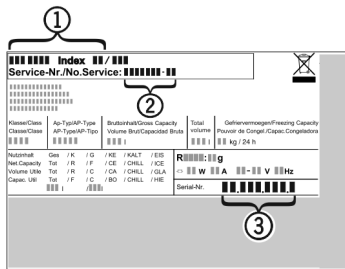 1
Index /
Service-Nr./No.Service: -
2
Klasse/Class Ap-Typ/AP-Type Bruttoinhalt/Gross Capacity Total Gefriervermoegen/Freezing Capacity
Classe/Class AP-Type/AP-Tipo Volume Brut/Capacidad Bruta volume Pouvoir de Congel./Capac.Congeladora
l l kg / 24 h
Nutzinhalt Ges / K / G / KE / KALT / EIS
Net.Capacity Tot / R / F / CE / CHILL / ICE
Volume Utile Tot / R / C / CA / CHILL / GLA
Capac. Util Tot / F / C / BO / CHILL / HIE
l / l
R : g
W A - V Hz
Serial-Nr. . . .
3